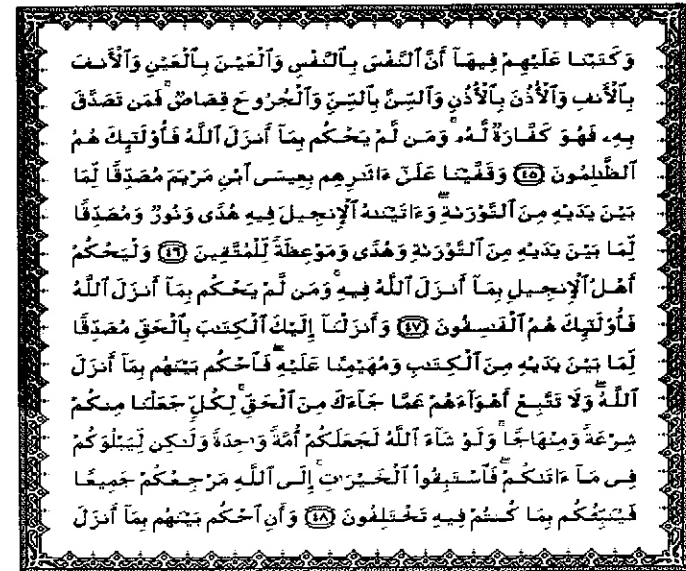 وَكَتَبْنَا عَلَيْهِمْ فِيهَآ أَنَّ ٱلنَّفْسَ بِٱلنَّفْسِ وَٱلْعَيْنَ بِٱلْعَيْنِ وَٱلْأَنفَ
بِٱلْأَنفِ وَٱلْأُذُنَ بِٱلْأُذُنِ وَٱلسِّنَّ بِٱلسِّنِّ وَٱلْجُرُوحَ قِصَاصٌۚ فَمَن تَصَدَّقَ
بِهِۦ فَهُوَ كَفَّارَةٌ لَّهُۥۚ وَمَن لَّمْ يَحْكُم بِمَآ أَنزَلَ ٱللَّهُ فَأُو۟لَٰٓئِكَ هُمُ
ٱلظَّٰلِمُونَ ﴿٤٥﴾ وَقَفَّيْنَا عَلَىٰٓ ءَاثَٰرِهِم بِعِيسَى ٱبْنِ مَرْيَمَ مُصَدِّقًا لِّمَا
بَيْنَ يَدَيْهِ مِنَ ٱلتَّوْرَىٰةِۖ وَءَاتَيْنَٰهُ ٱلْإِنجِيلَ فِيهِ هُدًى وَنُورٌ وَمُصَدِّقًا
لِّمَا بَيْنَ يَدَيْهِ مِنَ ٱلتَّوْرَىٰةِ وَهُدًى وَمَوْعِظَةً لِّلْمُتَّقِينَ ﴿٤٦﴾ وَلْيَحْكُمْ
أَهْلُ ٱلْإِنجِيلِ بِمَآ أَنزَلَ ٱللَّهُ فِيهِۚ وَمَن لَّمْ يَحْكُم بِمَآ أَنزَلَ ٱللَّهُ
فَأُو۟لَٰٓئِكَ هُمُ ٱلْفَٰسِقُونَ ﴿٤٧﴾ وَأَنزَلْنَآ إِلَيْكَ ٱلْكِتَٰبَ بِٱلْحَقِّ مُصَدِّقًا
لِّمَا بَيْنَ يَدَيْهِ مِنَ ٱلْكِتَٰبِ وَمُهَيْمِنًا عَلَيْهِۖ فَٱحْكُم بَيْنَهُم بِمَآ أَنزَلَ
ٱللَّهُۖ وَلَا تَتَّبِعْ أَهْوَآءَهُمْ عَمَّا جَآءَكَ مِنَ ٱلْحَقِّۚ لِكُلٍّ جَعَلْنَا مِنكُمْ
شِرْعَةً وَمِنْهَاجًاۚ وَلَوْ شَآءَ ٱللَّهُ لَجَعَلَكُمْ أُمَّةً وَٰحِدَةً وَلَٰكِن لِّيَبْلُوَكُمْ
فِى مَآ ءَاتَىٰكُمْۖ فَٱسْتَبِقُوا۟ ٱلْخَيْرَٰتِۚ إِلَى ٱللَّهِ مَرْجِعُكُمْ جَمِيعًا
فَيُنَبِّئُكُم بِمَا كُنتُمْ فِيهِ تَخْتَلِفُونَ ﴿٤٨﴾ وَأَنِ ٱحْكُم بَيْنَهُم بِمَآ أَنزَلَ